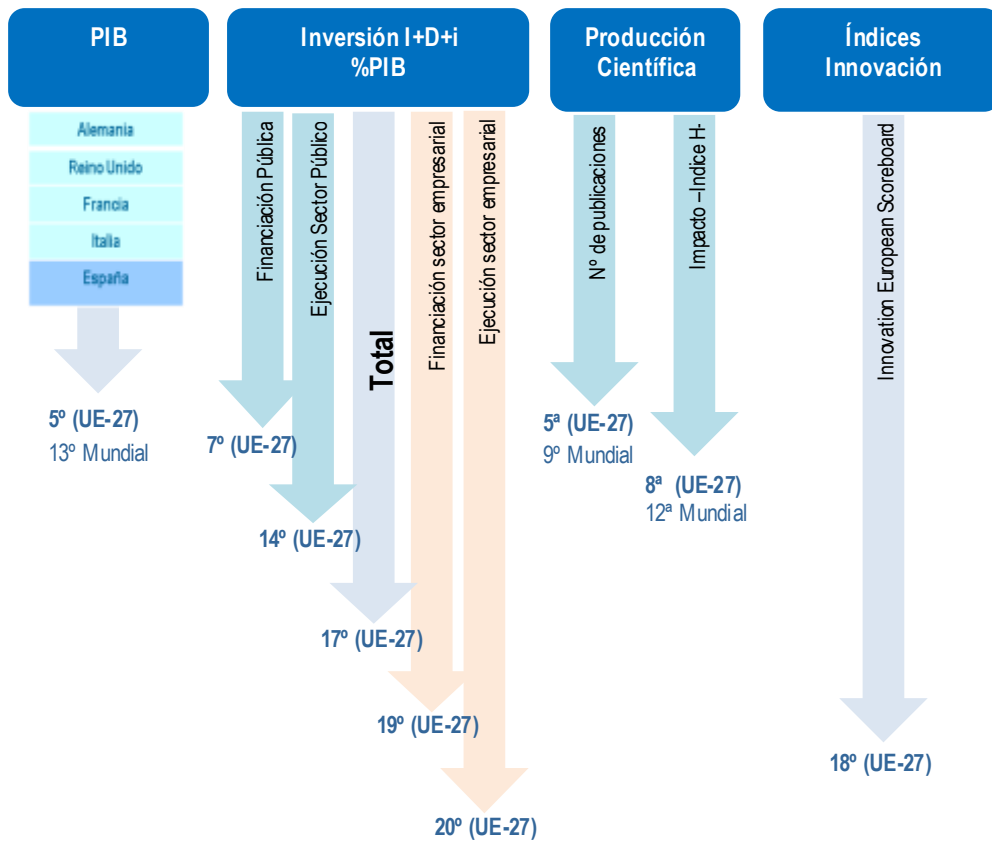 PIB
Inversión I+D+i
%PIB
Producción
Científica
Índices
Innovación
Alemania
Reino Unido
Francia
Italia
España
5º (UE-27)
13º Mundial
Financiación Pública
7º (UE-27)
Ejecución Sector Público
14º (UE-27)
Total
17º (UE-27)
Financiación sector empresarial
19º (UE-27)
Ejecución sector empresarial
20º (UE-27)
Nº de publicaciones
5ª (UE-27)
9º Mundial
Impacto –Indice H-
8ª (UE-27)
12ª Mundial
Innovation European Scoreboard
18º (UE-27)